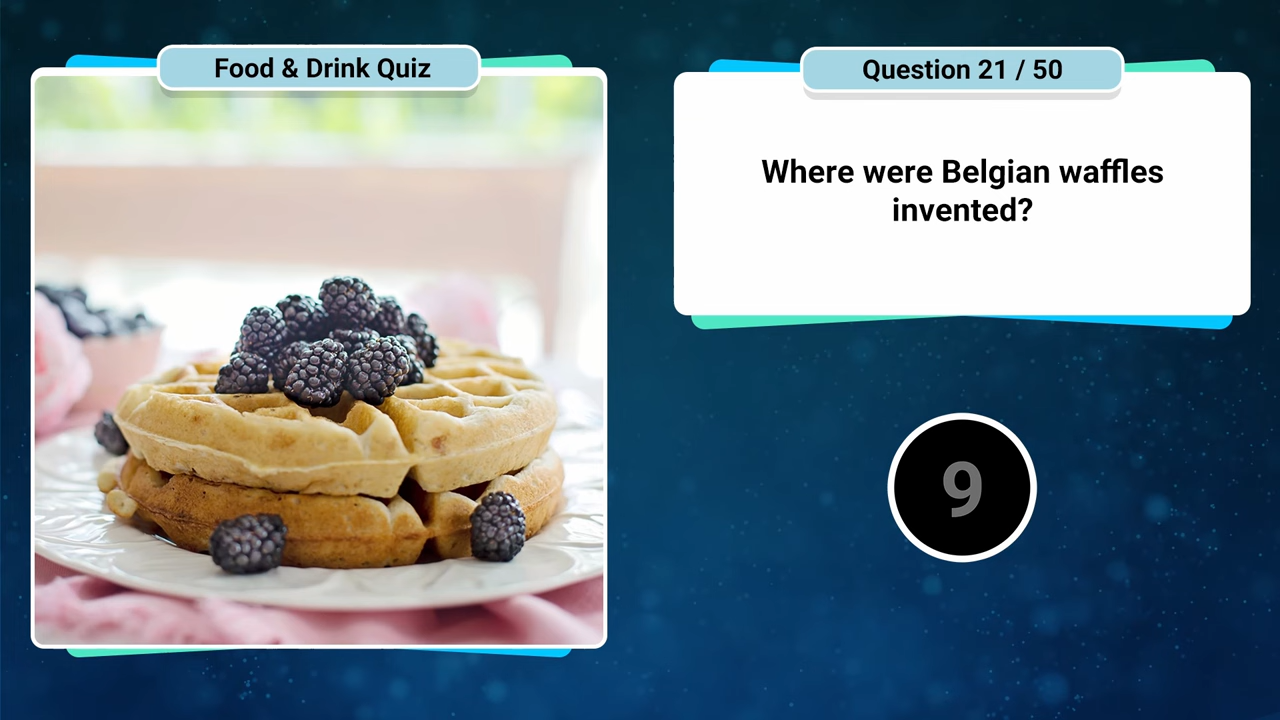 Food & Drink Quiz
Question 21 / 50
Where were Belgian waffles
invented?
9